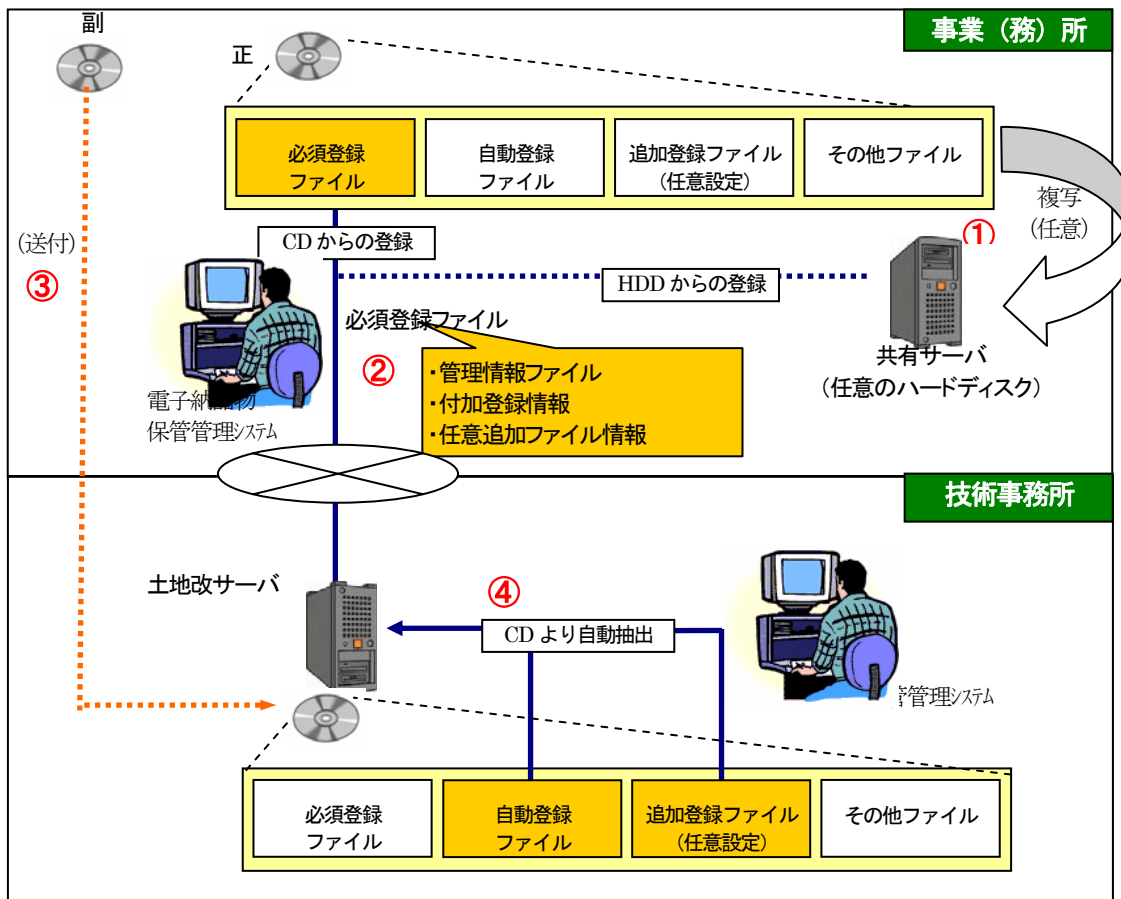 副
正
事業（務）所
必須登録
ファイル
自動登録
ファイル
追加登録ファイル
(任意設定)
その他ファイル
複写
(任意)
①
(送付)
③
CD からの登録
HDD からの登録
必須登録ファイル
②
・管理情報ファイル
・付加登録情報
・任意追加ファイル情報
共有サーバ
(任意のハードディスク)
電子納品物
保管管理システム
技術事務所
土地改サーバ
④
CD より自動抽出
管管理システム
必須登録
ファイル
自動登録
ファイル
追加登録ファイル
(任意設定)
その他ファイル